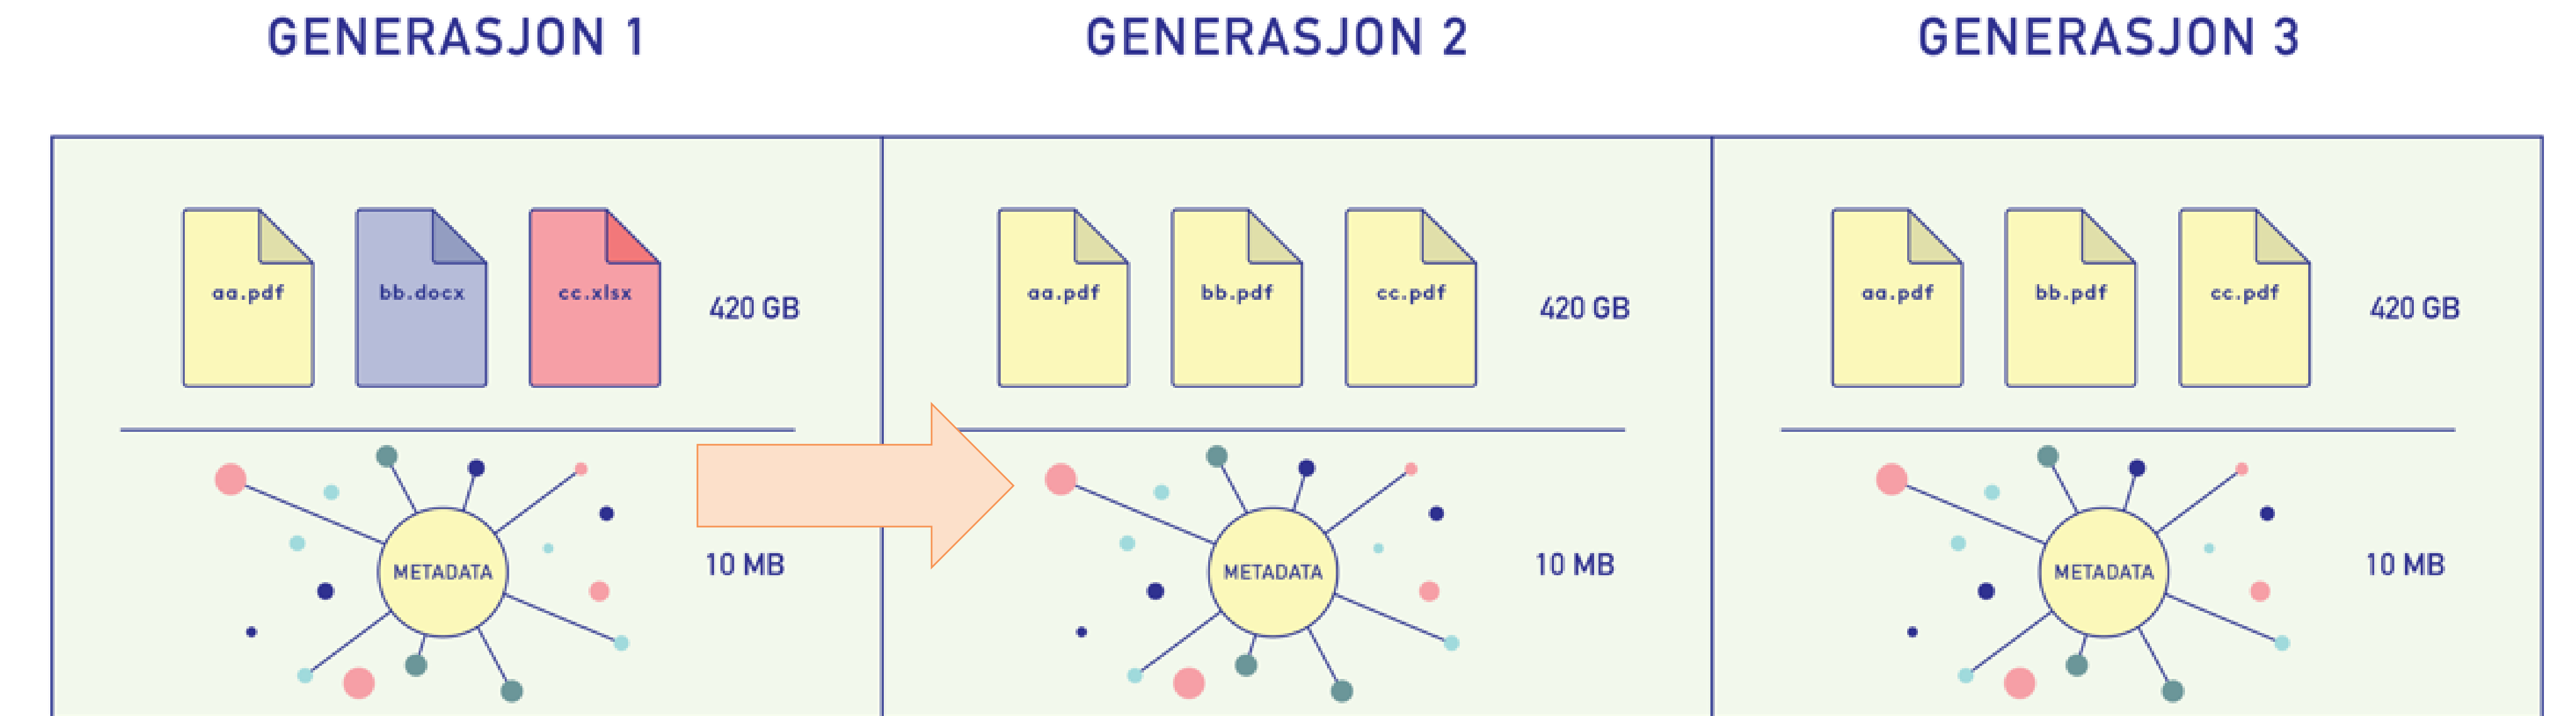 GENERASJON 1
GENERASJON 2
GENERASJON 3
aa.pdf
bb.docx
cc.xlsx
420 GB
aa.pdf
bb.pdf
cc.pdf
420 GB
aa.pdf
bb.pdf
cc.pdf
420 GB
METADATA
10 MB
METADATA
10 MB
METADATA
10 MB